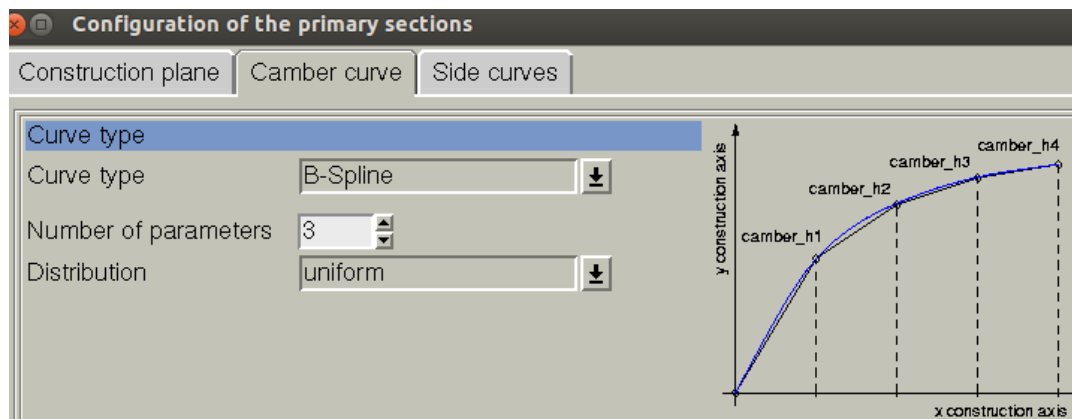 Configuration of the primary sections
Construction plane
Camber curve
Side curves
Curve type
Curve type
B-Spline
Number of parameters
3
Distribution
uniform
y construction axis
camber_h1
camber_h2
camber_h3
camber_h4
x construction axis